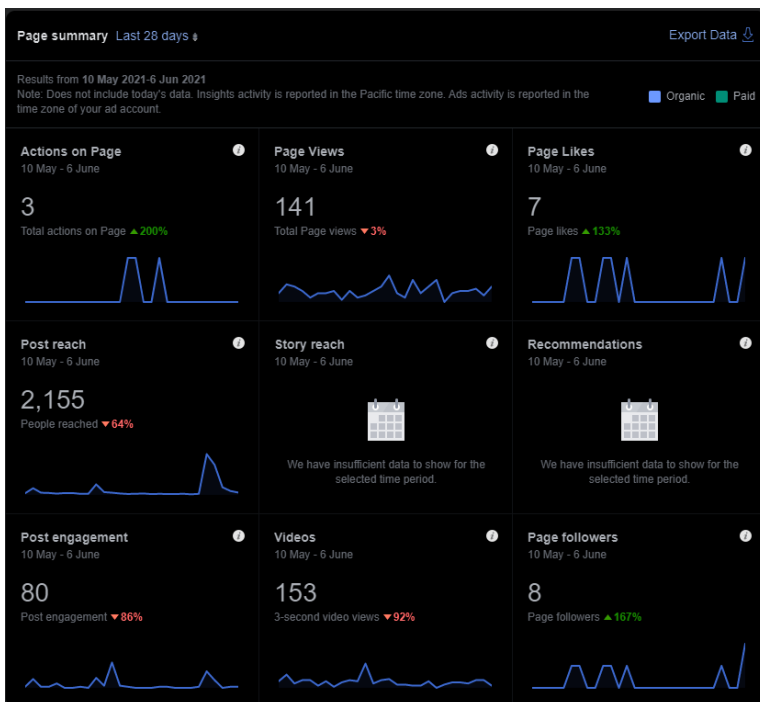 Page summary Last 28 days
Export Data
Results from 10 May 2021-6 Jun 2021
Note: Does not include today's data. Insights activity is reported in the Pacific time zone. Ads activity is reported in the
time zone of your ad account.
Organic Paid
Actions on Page
10 May - 6 June
3
Total actions on Page ▲ 200%
Page Views
10 May - 6 June
141
Total Page views ▼ 3%
Page Likes
10 May - 6 June
7
Page likes ▲ 133%
Post reach
10 May - 6 June
2,155
People reached ▼ 64%
Story reach
10 May - 6 June
We have insufficient data to show for the
selected time period.
Recommendations
10 May - 6 June
We have insufficient data to show for the
selected time period.
Post engagement
10 May - 6 June
80
Post engagement ▼ 86%
Videos
10 May - 6 June
153
3-second video views ▼ 92%
Page followers
10 May - 6 June
8
Page followers ▲ 167%